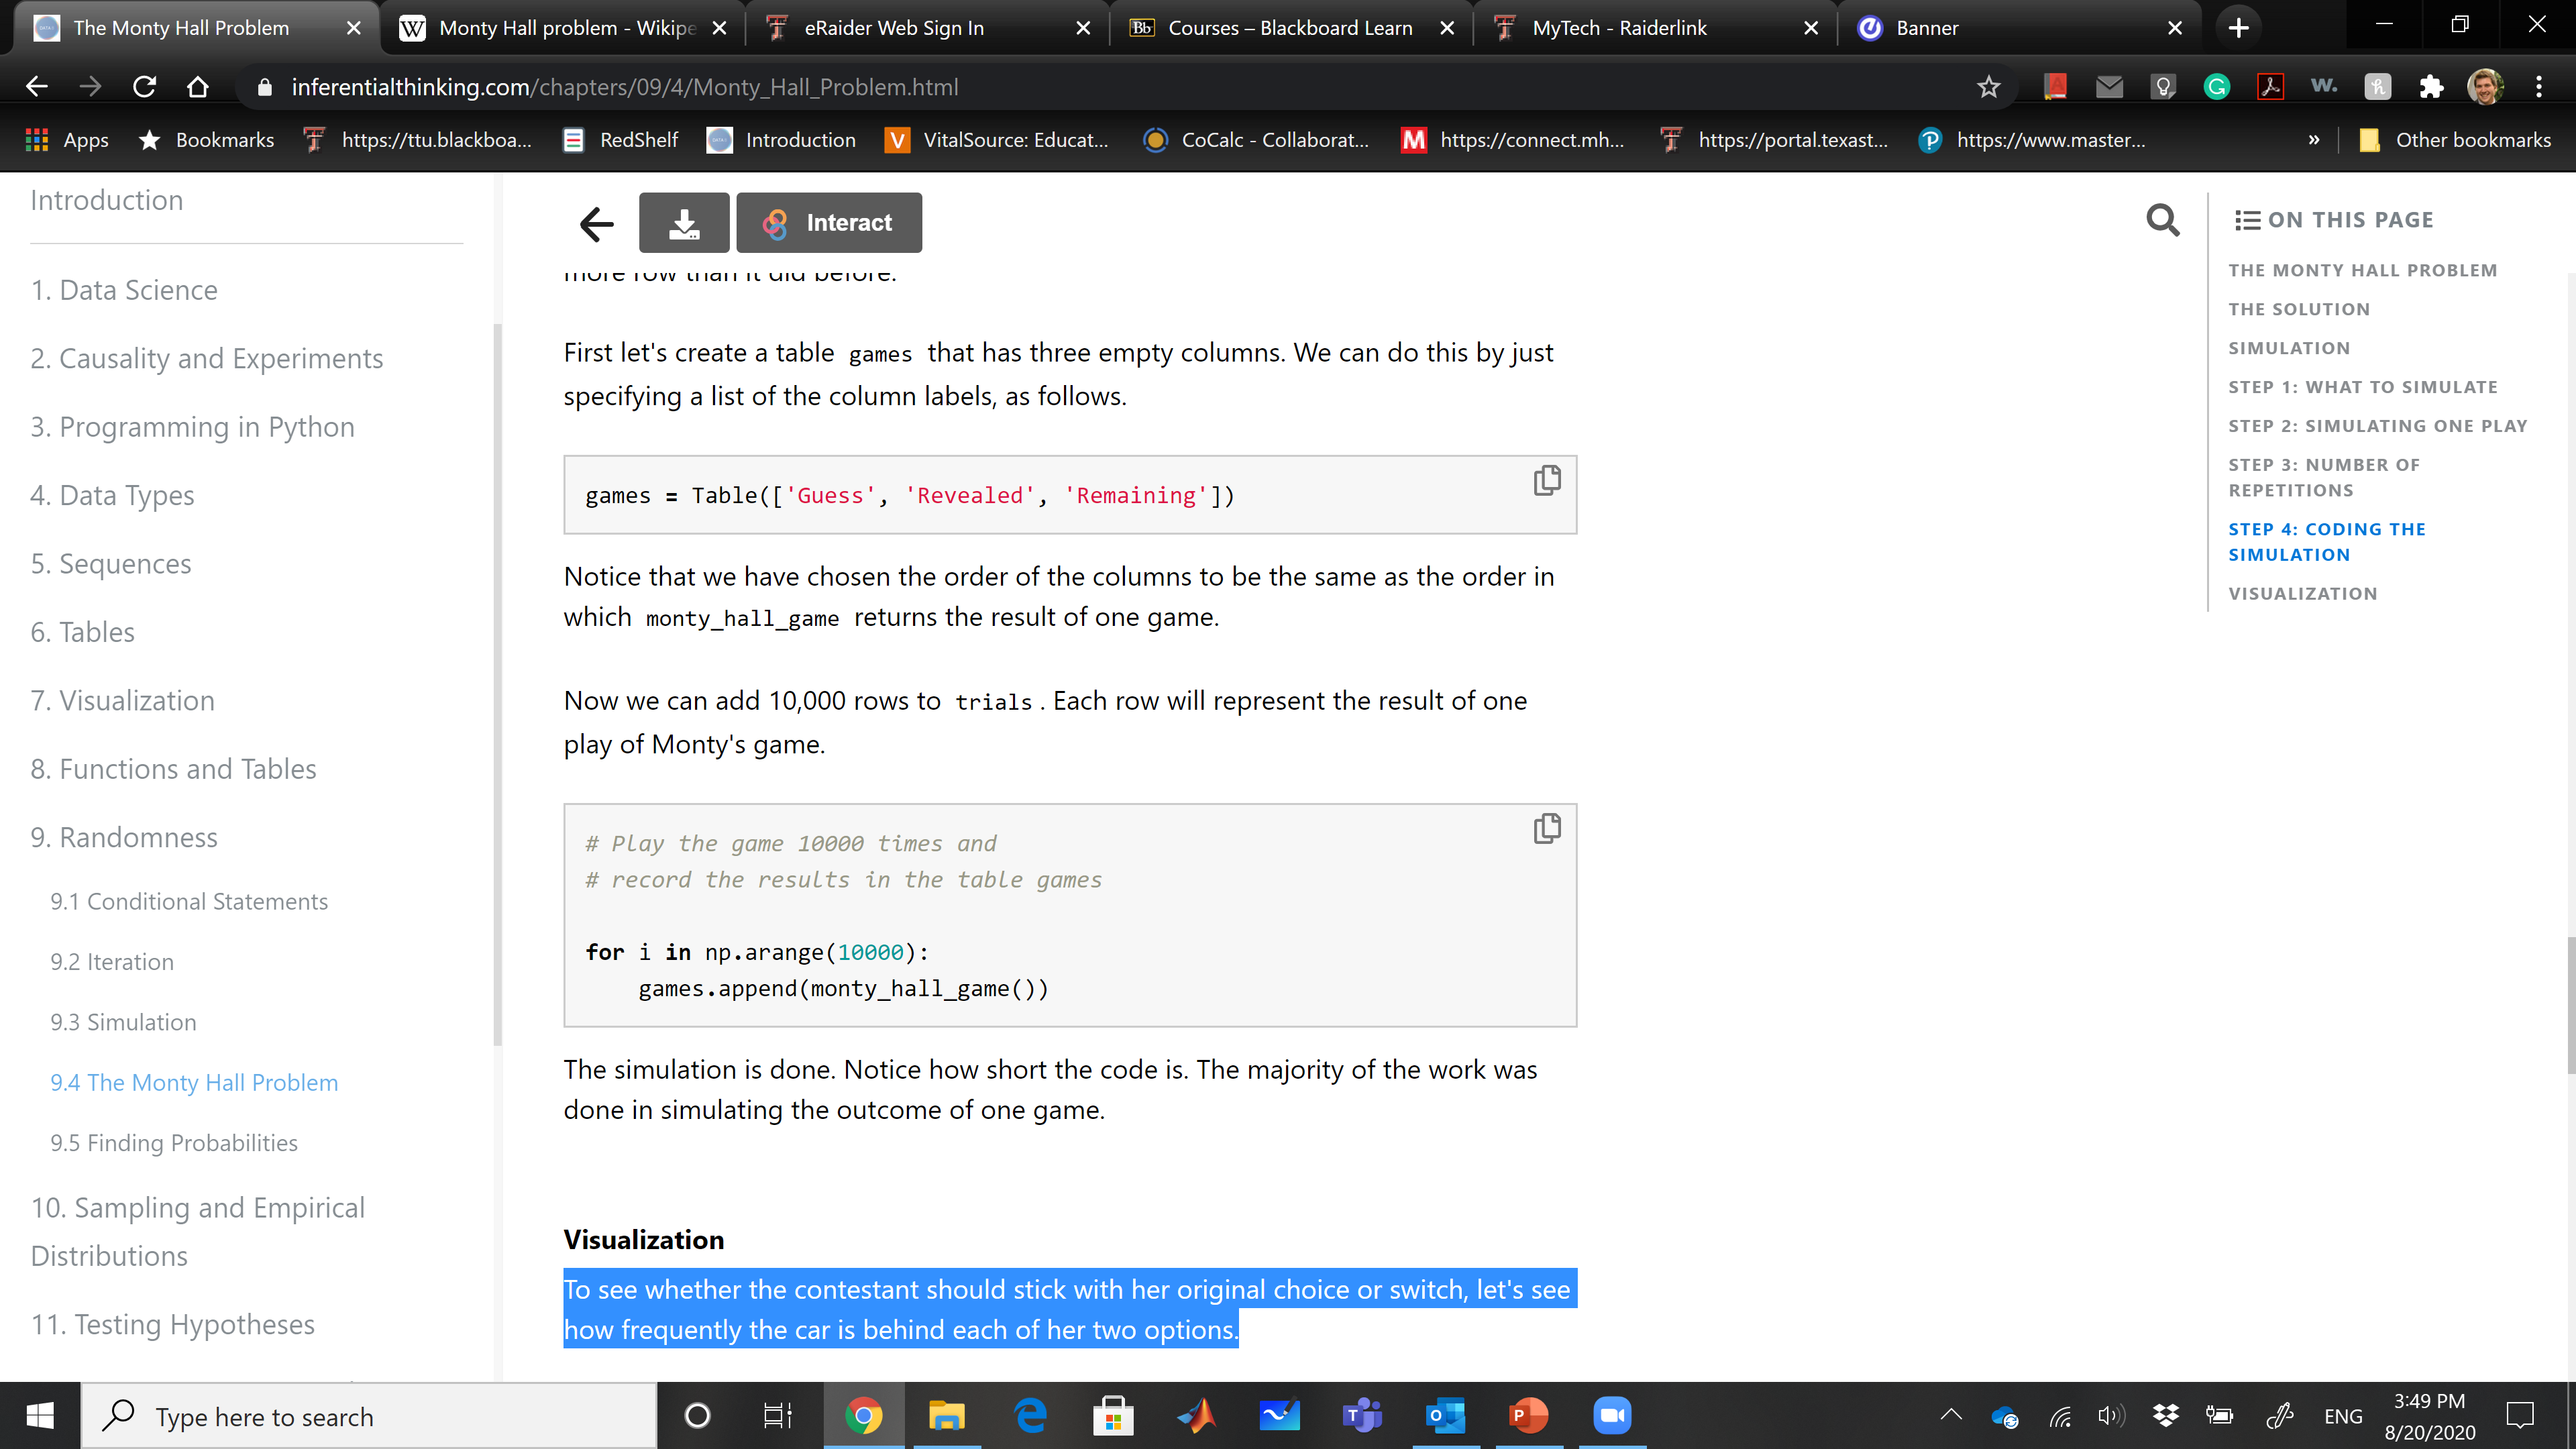 The Monty Hall Problem
Monty Hall problem - Wikipe
eRaider Web Sign In
Bb Courses – Blackboard Learn
MyTech - Raiderlink
Banner
inferentialthinking.com/chapters/09/4/Monty_Hall_Problem.html
Apps
Bookmarks
https://ttu.blackboa...
RedShelf
Introduction
VitalSource: Educat...
CoCalc - Collaborat...
https://connect.mh...
https://portal.texast...
https://www.master...
»
Other bookmarks
Introduction
1. Data Science
2. Causality and Experiments
3. Programming in Python
4. Data Types
5. Sequences
6. Tables
7. Visualization
8. Functions and Tables
9. Randomness
9.1 Conditional Statements
9.2 Iteration
9.3 Simulation
9.4 The Monty Hall Problem
9.5 Finding Probabilities
10. Sampling and Empirical
Distributions
11. Testing Hypotheses
Interact
more row than it did before.
First let's create a table games that has three empty columns. We can do this by just
specifying a list of the column labels, as follows.
games = Table(['Guess', 'Revealed', 'Remaining'])
Notice that we have chosen the order of the columns to be the same as the order in
which monty_hall_game returns the result of one game.
Now we can add 10,000 rows to trials . Each row will represent the result of one
play of Monty's game.
# Play the game 10000 times and
# record the results in the table games
for i in np.arange(10000):
games.append(monty_hall_game())
The simulation is done. Notice how short the code is. The majority of the work was
done in simulating the outcome of one game.
Visualization
To see whether the contestant should stick with her original choice or switch, let's see
how frequently the car is behind each of her two options.
ON THIS PAGE
THE MONTY HALL PROBLEM
THE SOLUTION
SIMULATION
STEP 1: WHAT TO SIMULATE
STEP 2: SIMULATING ONE PLAY
STEP 3: NUMBER OF
REPETITIONS
STEP 4: CODING THE
SIMULATION
VISUALIZATION
Type here to search
ENG
3:49 PM
8/20/2020